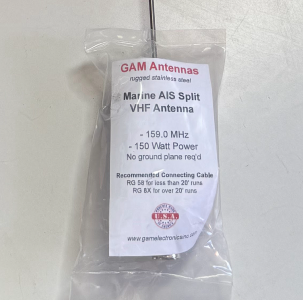 GAM Antennas
rugged stainless steel
Marine AIS Split
VHF Antenna
- 159.0 MHz
- 150 Watt Power
No ground plane req'd
Recommended Connecting Cable
RG 58 for less than 20' runs.
RG 8X for over 20' runs.
U.S.A.
www.gamelectronicsinc.com